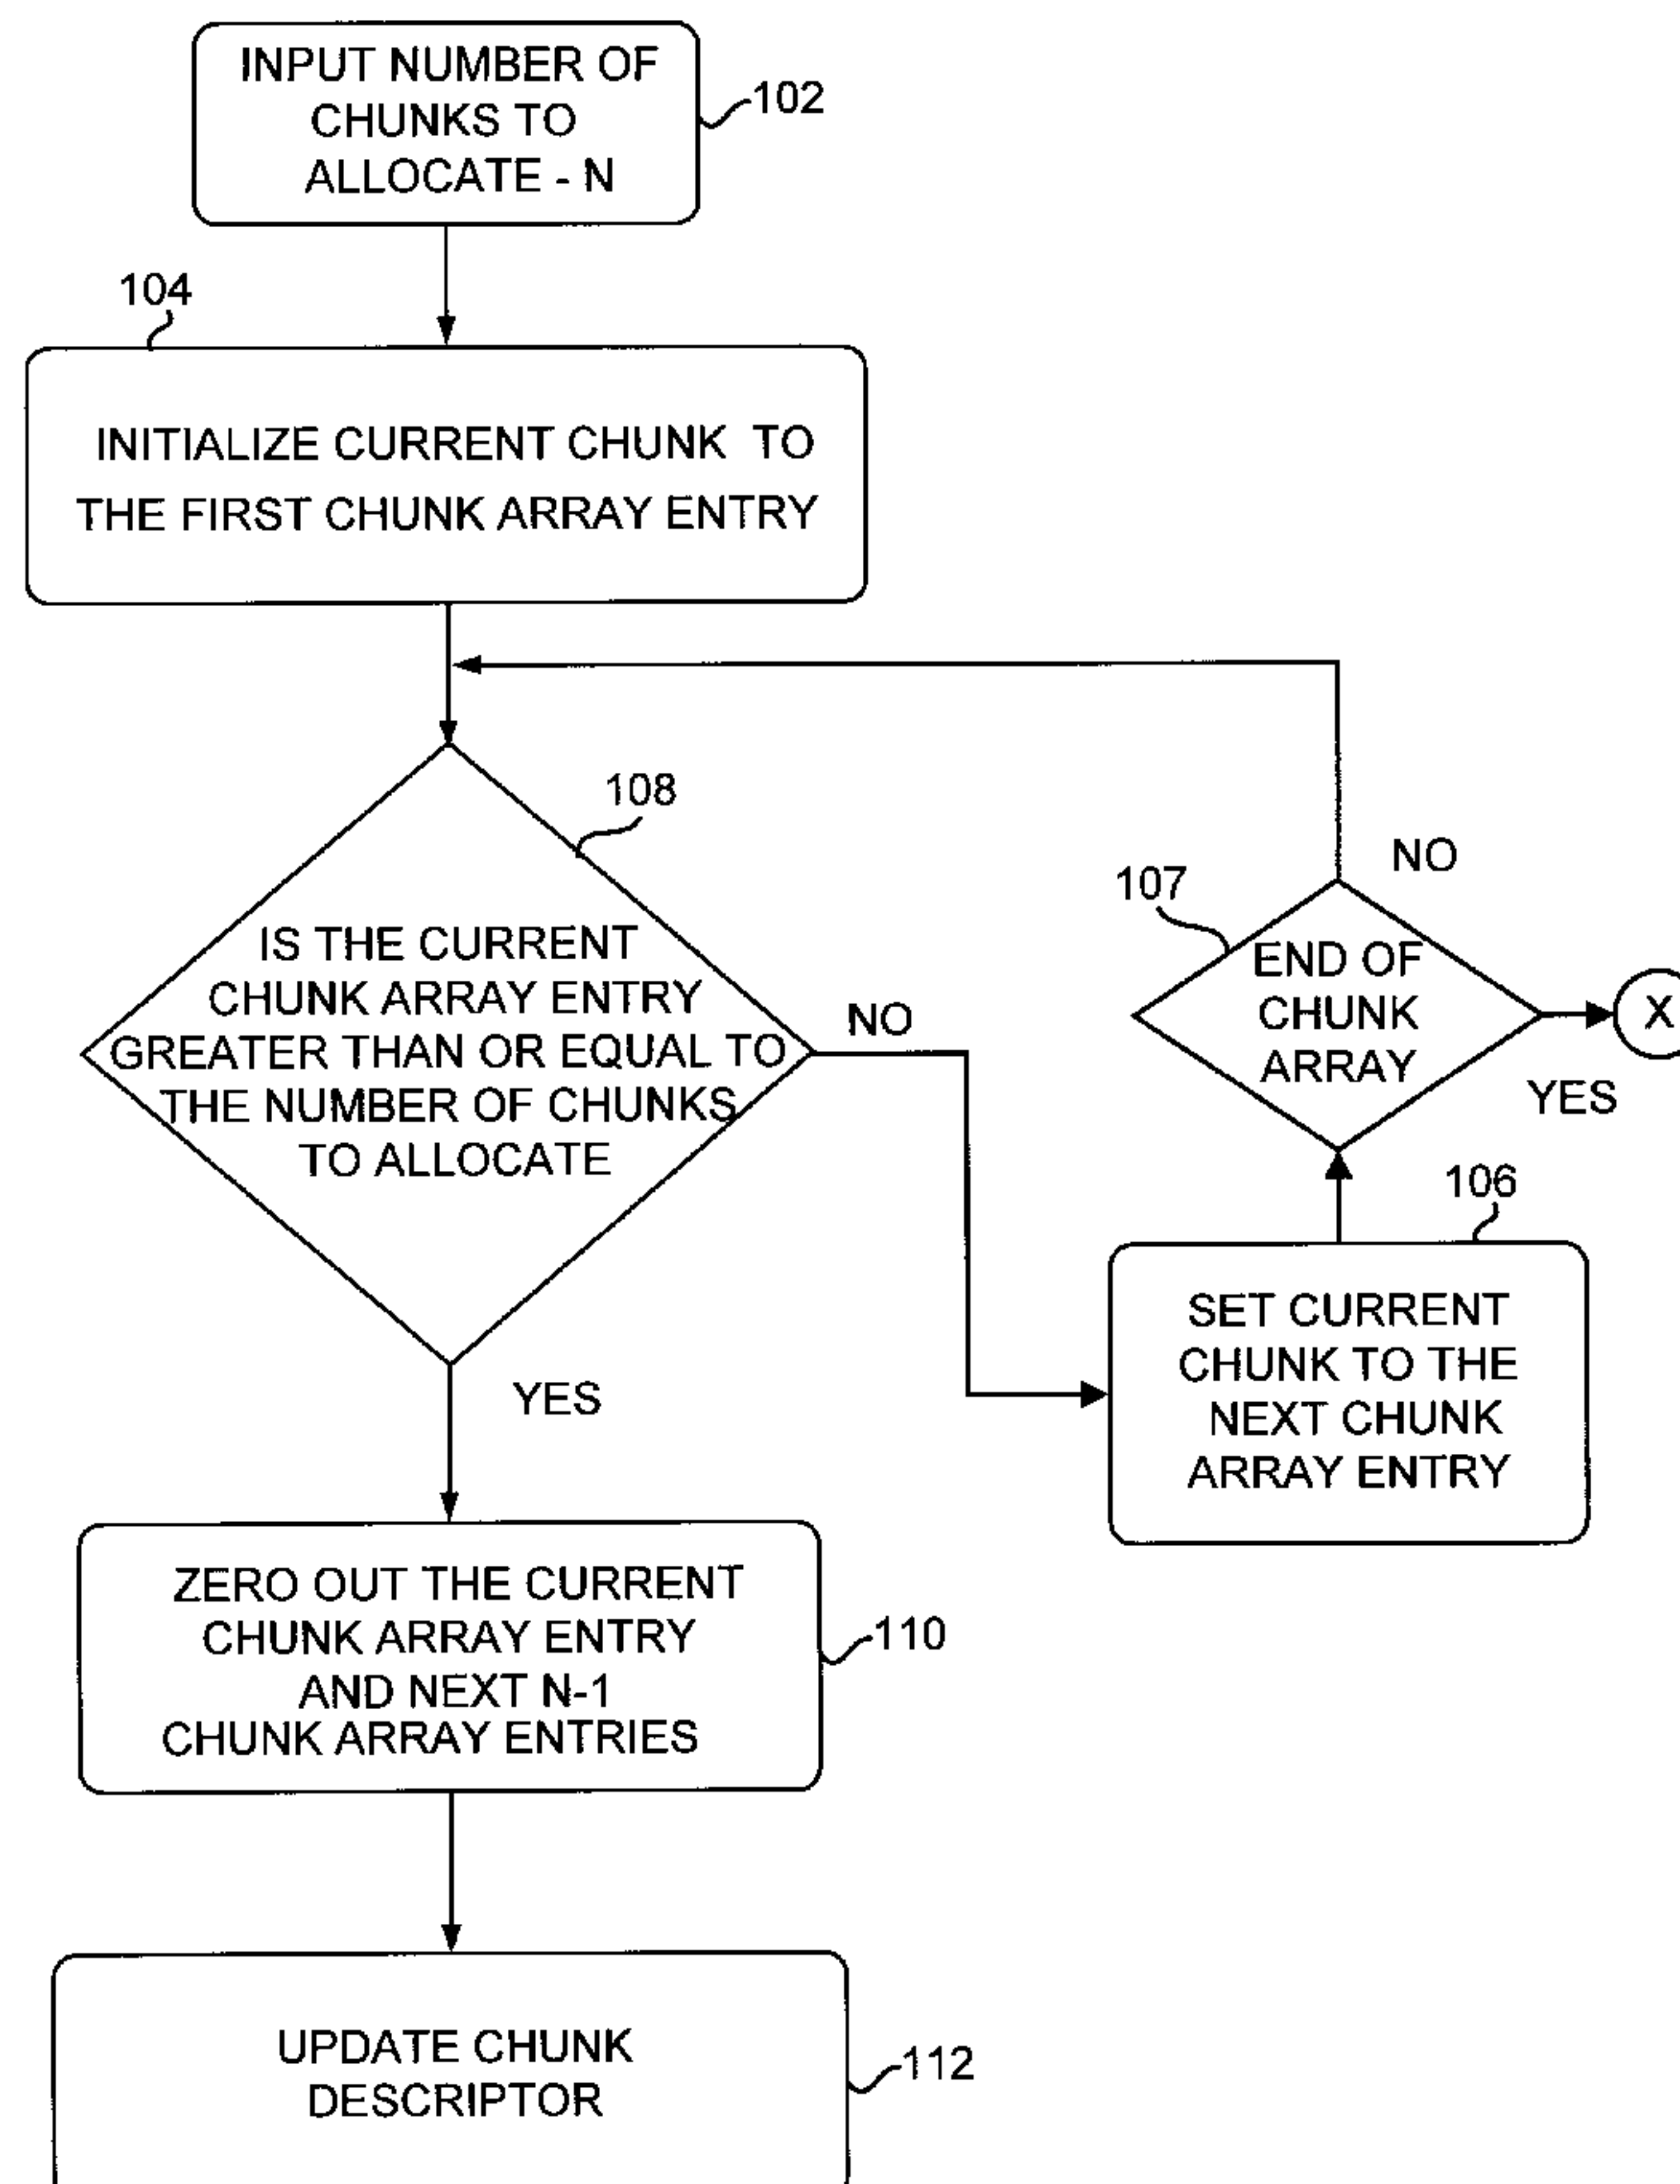 INPUT NUMBER OF
CHUNKS TO
ALLOCATE - N
102
104
INITIALIZE CURRENT CHUNK TO
THE FIRST CHUNK ARRAY ENTRY
108
IS THE CURRENT
CHUNK ARRAY ENTRY
GREATER THAN OR EQUAL TO
THE NUMBER OF CHUNKS
TO ALLOCATE
NO
YES
107
NO
END OF
CHUNK
ARRAY
X
YES
106
SET CURRENT
CHUNK TO THE
NEXT CHUNK
ARRAY ENTRY
ZERO OUT THE CURRENT
CHUNK ARRAY ENTRY
AND NEXT N-1
CHUNK ARRAY ENTRIES
110
UPDATE CHUNK
DESCRIPTOR
112